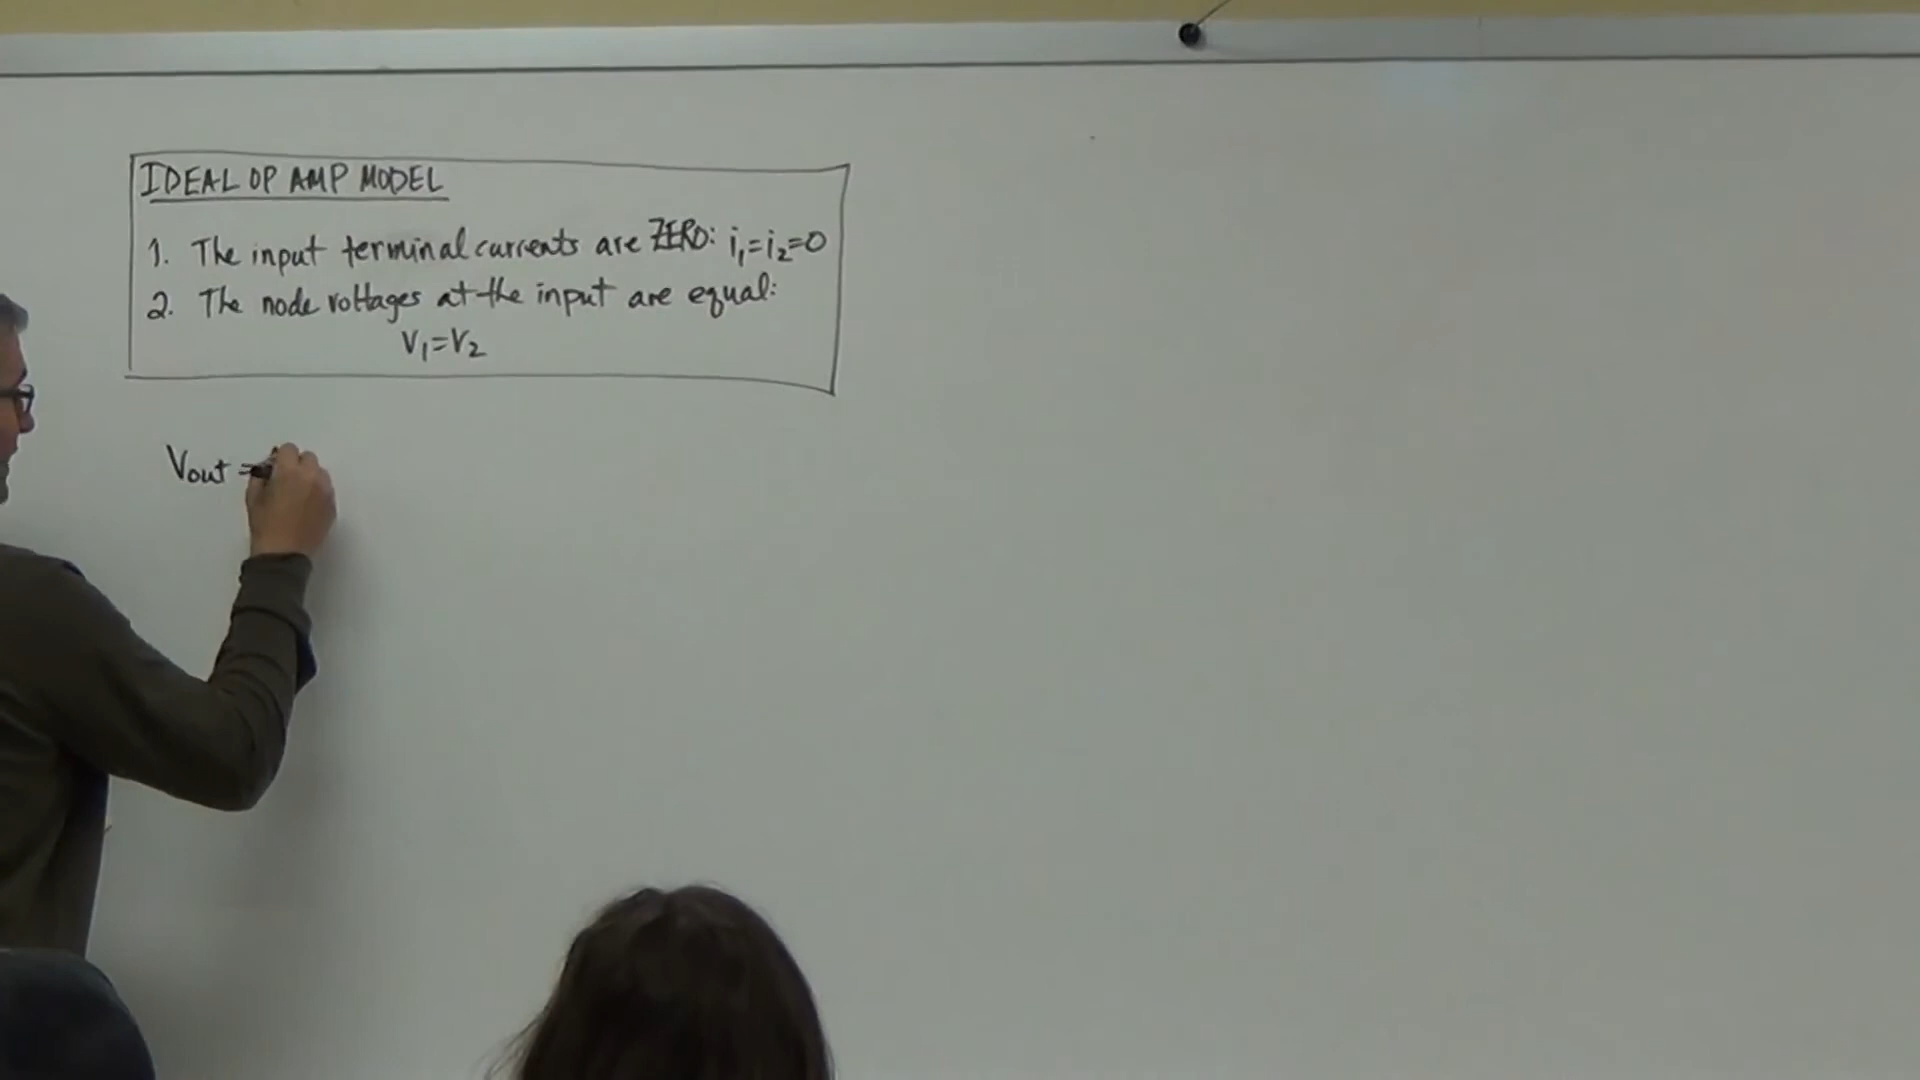 IDEAL OP AMP MODEL
1. The input terminal currents are ZERO: i₁=i₂=0
2. The node voltages at the input are equal:
V₁=V₂
Vout =